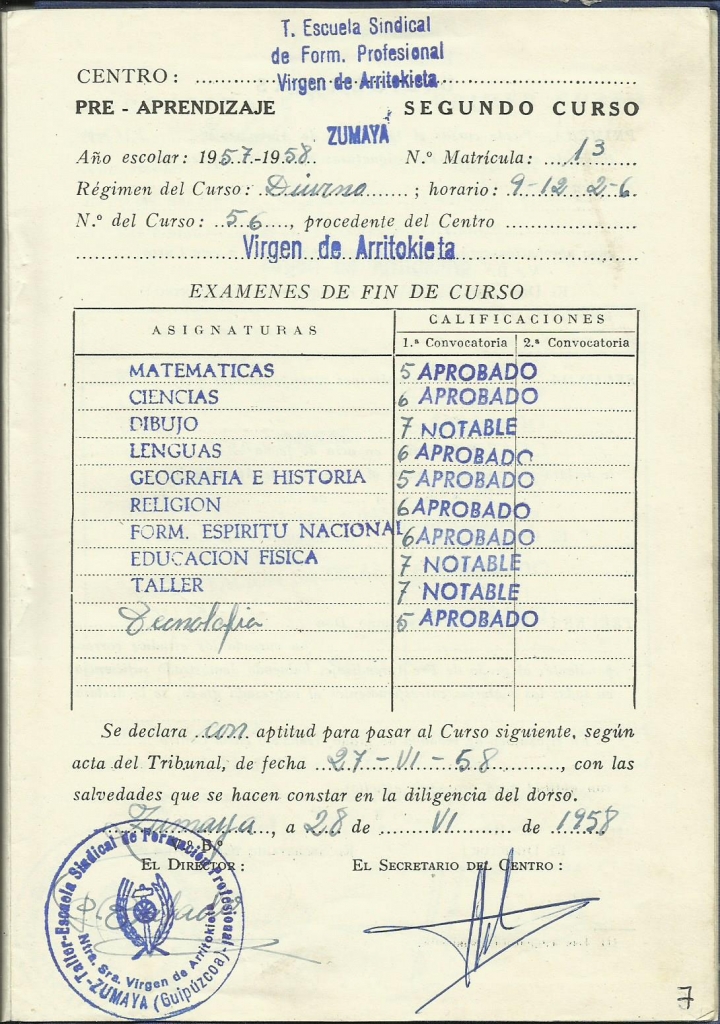 T. Escuela Sindical
de Form. Profesional
CENTRO: Virgen de Arritokieta
PRE - APRENDIZAJE SEGUNDO CURSO
ZUMAYA
Año escolar: 1957-1958. N.º Matrícula: 13
Régimen del Curso: Diurno; horario: 9-12 2-6
N.º del Curso: 56, procedente del Centro
Virgen de Arritokieta
EXAMENES DE FIN DE CURSO
ASIGNATURAS CALIFICACIONES
1.ª Convocatoria 2.ª Convocatoria
MATEMATICAS 5 APROBADO
CIENCIAS 6 APROBADO
DIBUJO 7 NOTABLE
LENGUAS 6 APROBADO
GEOGRAFIA E HISTORIA 5 APROBADO
RELIGION 6 APROBADO
FORM. ESPIRITU NACIONAL 6 APROBADO
EDUCACION FISICA 7 NOTABLE
TALLER 7 NOTABLE
Tecnología 5 APROBADO
Se declara con aptitud para pasar al Curso siguiente, según
acta del Tribunal, de fecha 27-VI-58, con las
salvedades que se hacen constar en la diligencia del dorso.
Zumaya, a 28 de VI de 1958
V.º B.º
EL DIRECTOR: EL SECRETARIO DEL CENTRO:
Taller-Escuela Sindical de Formación Profesional
Ntra. Sra. Virgen de Arritokieta
ZUMAYA (Guipúzcoa)
7